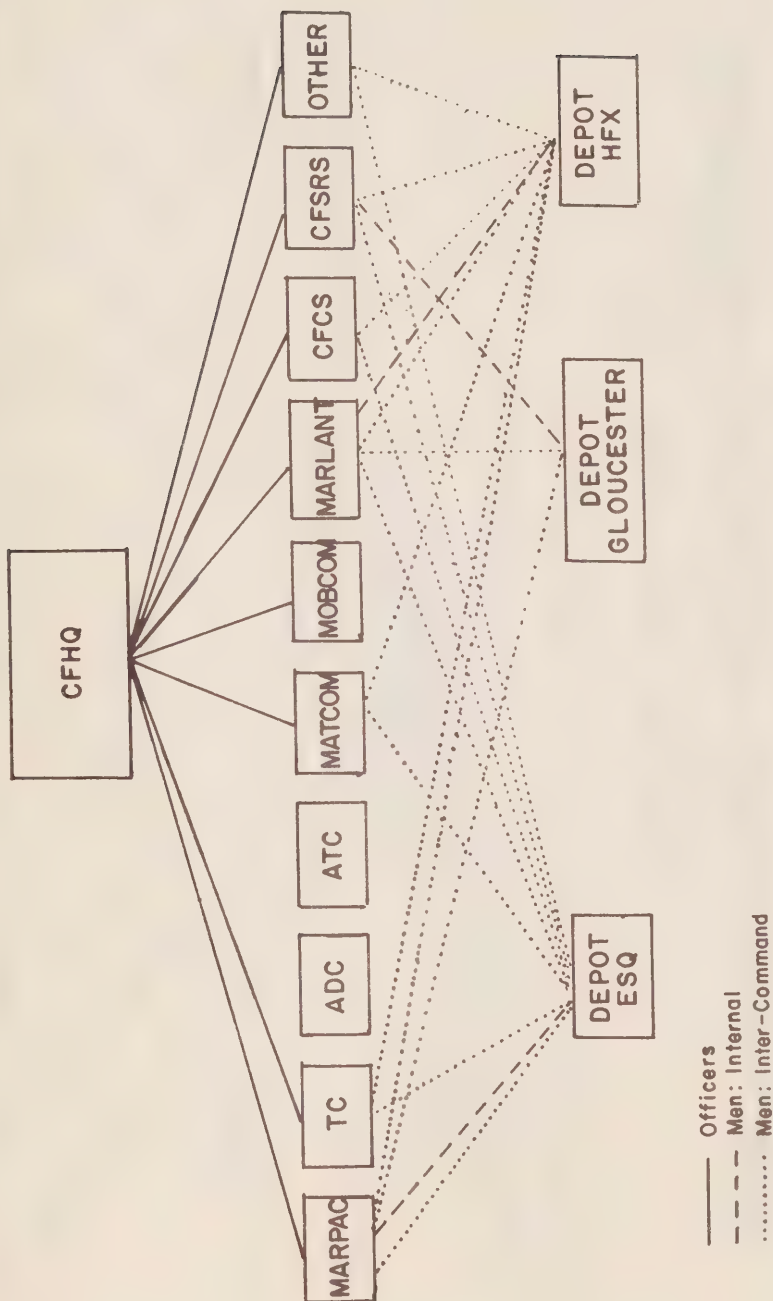 CFHQ
MARPAC
TC
ADC
ATC
MATCOM
MOBCOM
MARLANT
CFCS
CFSRS
OTHER
DEPOT
ESQ
DEPOT
GLOUCESTER
DEPOT
HFX
Officers
Men: Internal
Men: Inter-Command